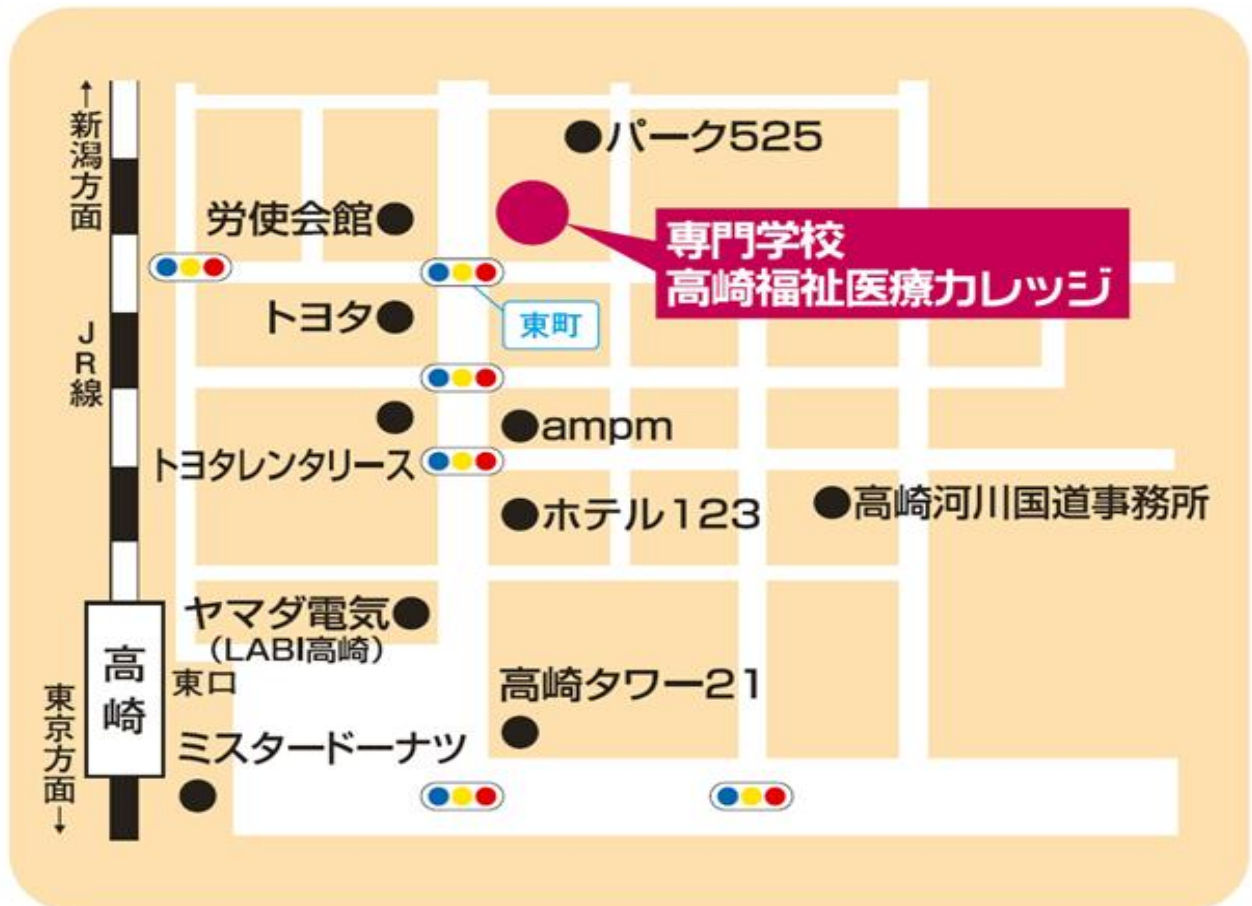 ↑新潟方面
パーク525
労使会館
専門学校
高崎福祉医療カレッジ
トヨタ
東町
JR線
ampm
トヨタレンタリース
ホテル123
高崎河川国道事務所
ヤマダ電気
(LABI高崎)
高崎
東口
高崎タワー21
東京方面↓
ミスタードーナツ